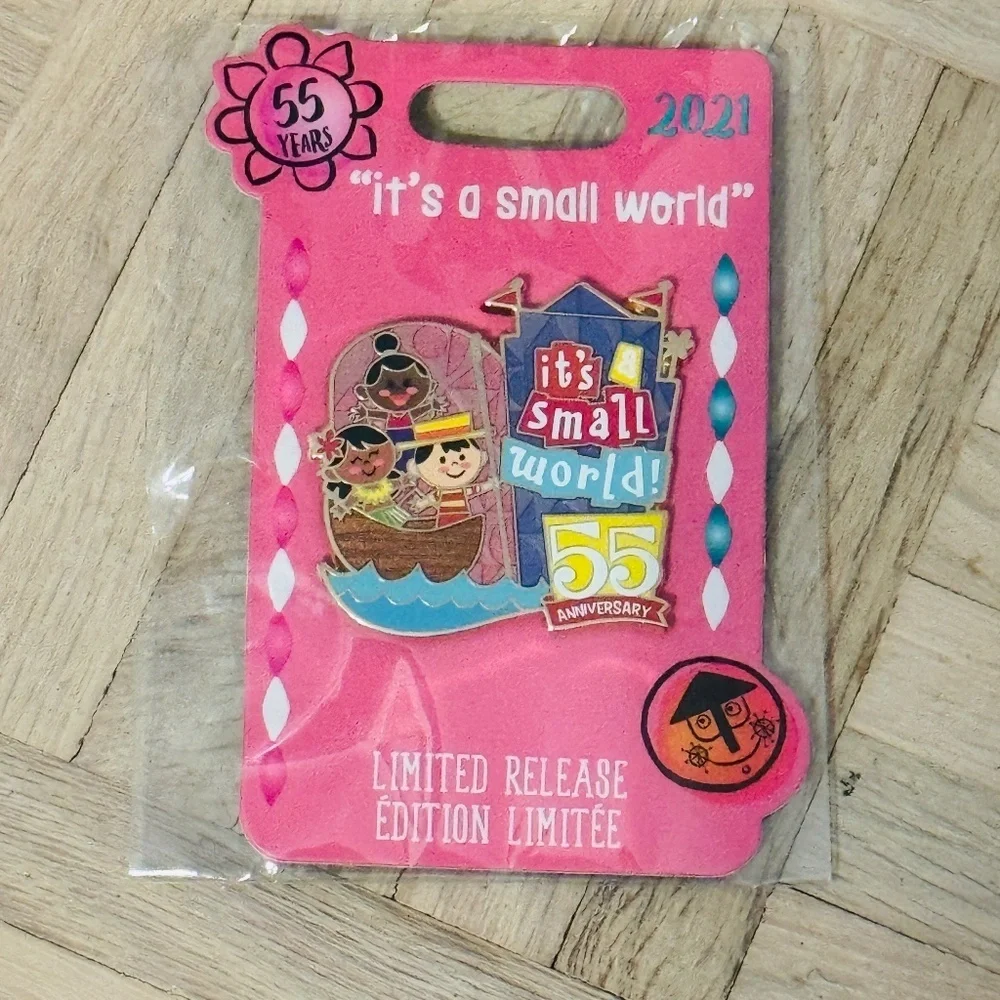 55
YEARS
2021
"it's a small world"
it's a
small
world!
55
ANNIVERSARY
LIMITED RELEASE
ÉDITION LIMITÉE